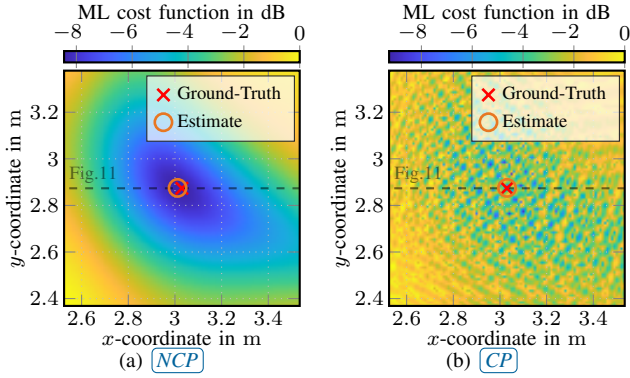 ML cost function in dB
−8 −6 −4 −2 0
Ground-Truth
Estimate
Fig.11
3.2
3
2.8
2.6
2.4
y-coordinate in m
2.6 2.8 3 3.2 3.4
x-coordinate in m
(a) NCP
ML cost function in dB
−8 −6 −4 −2 0
Ground-Truth
Estimate
Fig.11
3.2
3
2.8
2.6
2.4
y-coordinate in m
2.6 2.8 3 3.2 3.4
x-coordinate in m
(b) CP